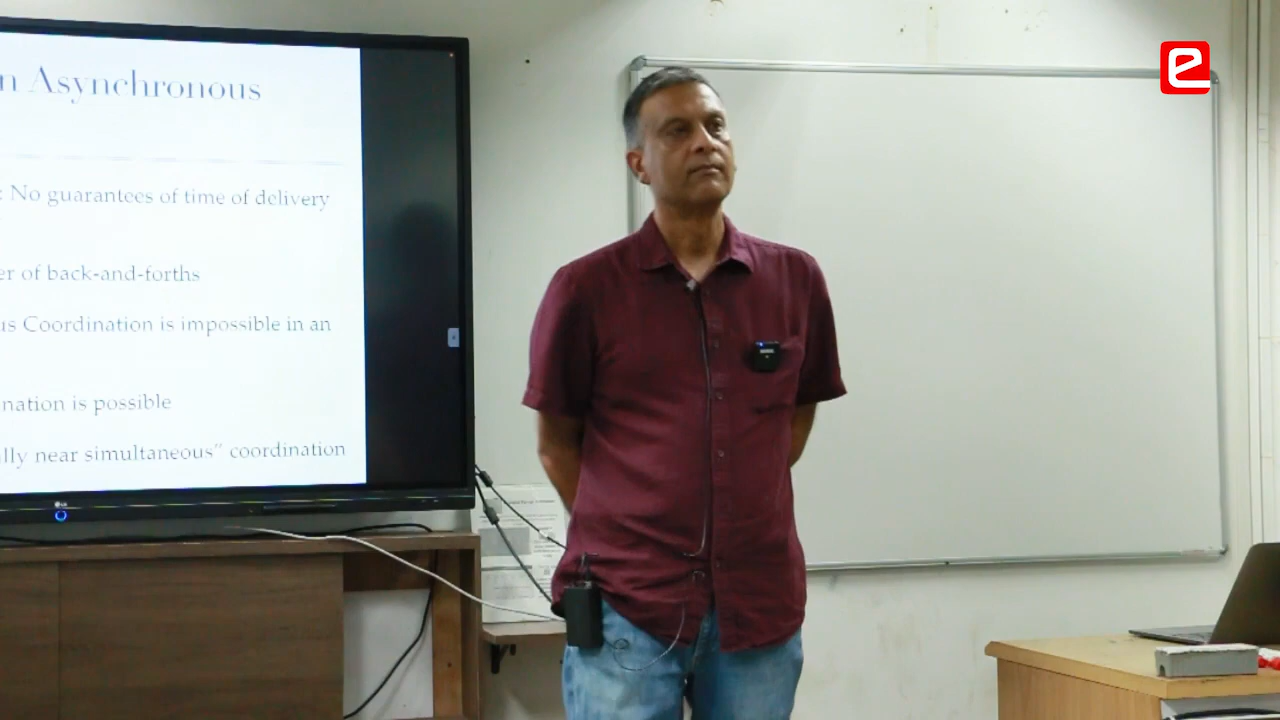 n Asynchronous
: No guarantees of time of delivery
er of back-and-forths
us Coordination is impossible in an
nation is possible
lly near simultaneous” coordination
LG
e